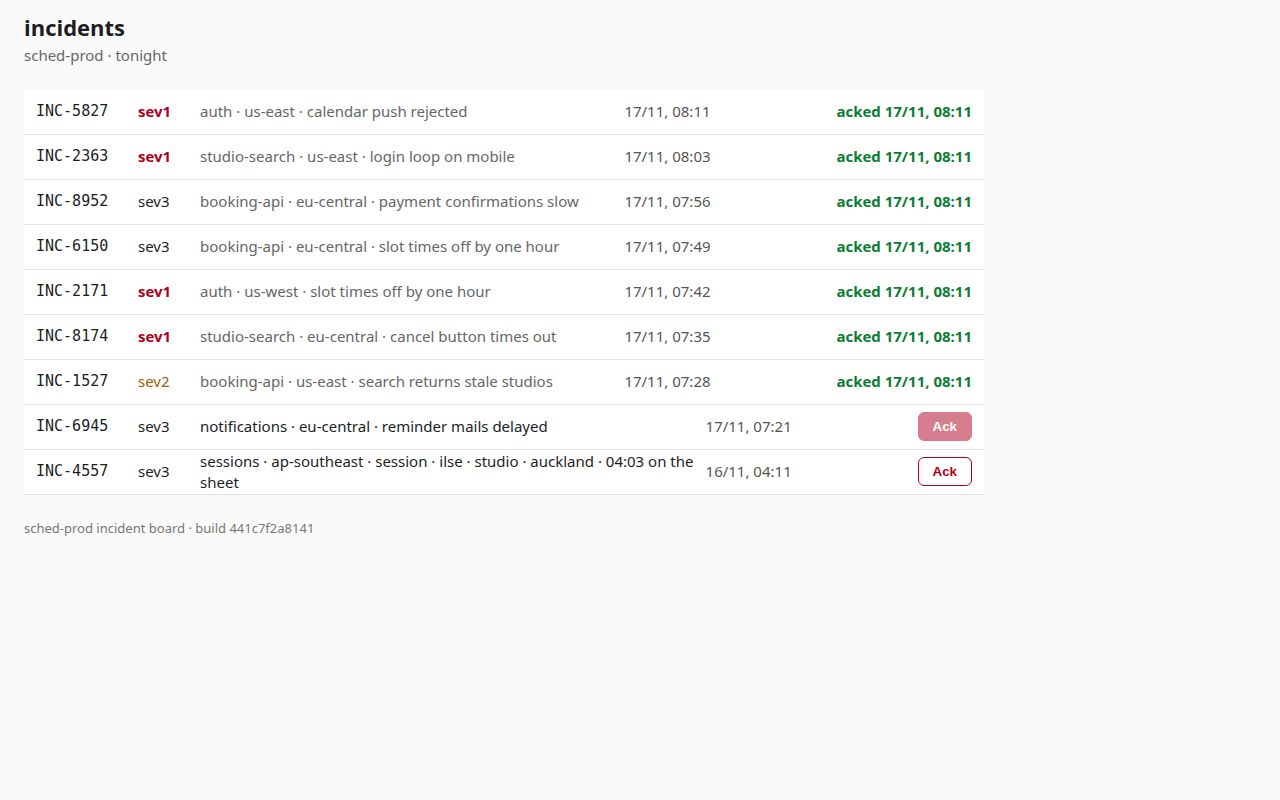 incidents
sched-prod · tonight
INC-5827 sev1 auth · us-east · calendar push rejected 17/11, 08:11 acked 17/11, 08:11
INC-2363 sev1 studio-search · us-east · login loop on mobile 17/11, 08:03 acked 17/11, 08:11
INC-8952 sev3 booking-api · eu-central · payment confirmations slow 17/11, 07:56 acked 17/11, 08:11
INC-6150 sev3 booking-api · eu-central · slot times off by one hour 17/11, 07:49 acked 17/11, 08:11
INC-2171 sev1 auth · us-west · slot times off by one hour 17/11, 07:42 acked 17/11, 08:11
INC-8174 sev1 studio-search · eu-central · cancel button times out 17/11, 07:35 acked 17/11, 08:11
INC-1527 sev2 booking-api · us-east · search returns stale studios 17/11, 07:28 acked 17/11, 08:11
INC-6945 sev3 notifications · eu-central · reminder mails delayed 17/11, 07:21 Ack
INC-4557 sev3 sessions · ap-southeast · session · ilse · studio · auckland · 04:03 on the 16/11, 04:11 Ack
sheet
sched-prod incident board · build 441c7f2a8141